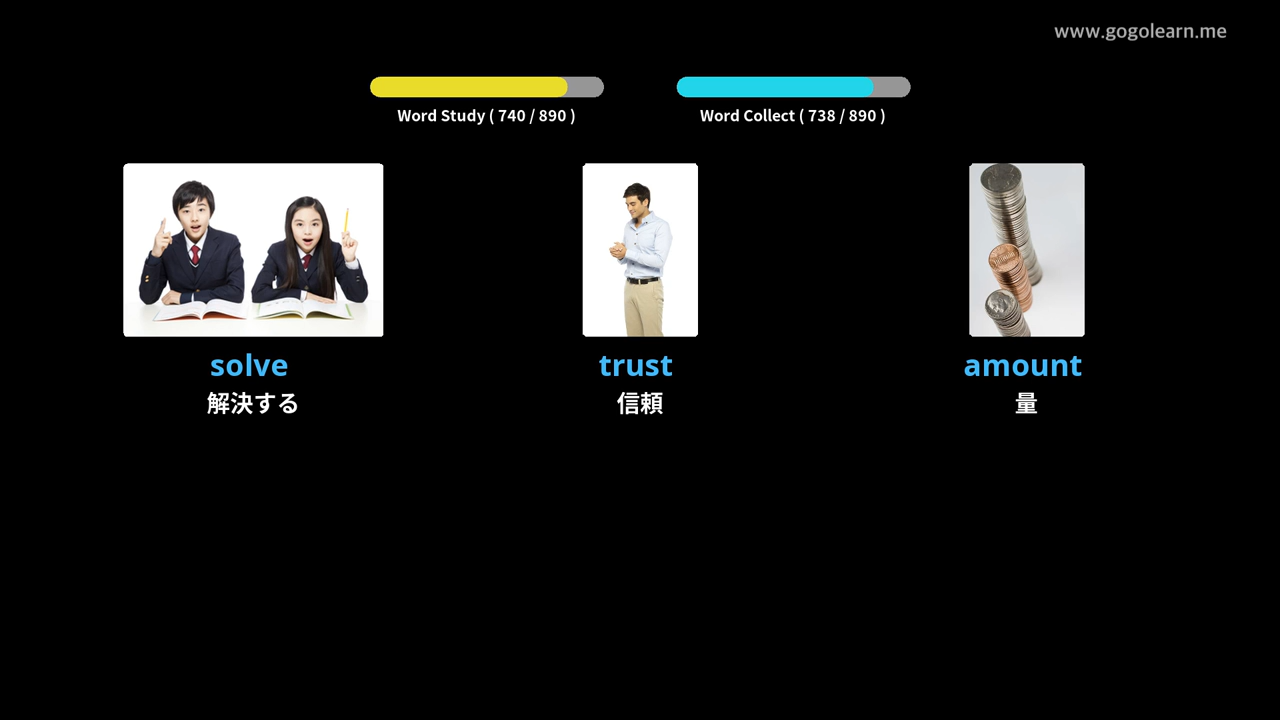 www.gogolearn.me
Word Study ( 740 / 890 )
Word Collect ( 738 / 890 )
solve
解決する
trust
信頼
amount
量